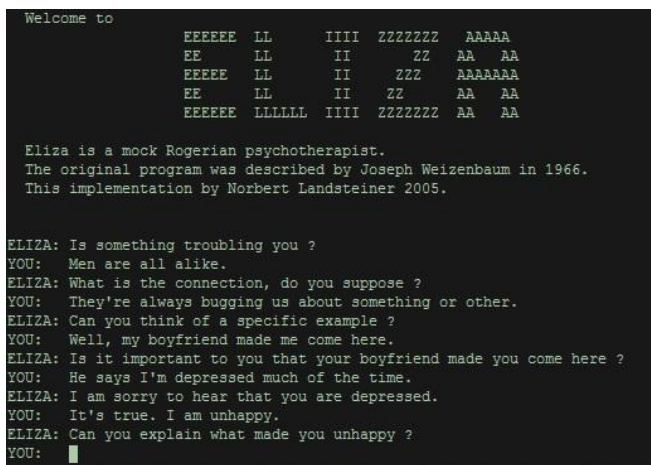 Welcome to
EEEEEE  LL      IIII  ZZZZZZZ   AAAAA
EE      LL       II        ZZ  AA   AA
EEEEE   LL       II      ZZZ   AAAAAAA
EE      LL       II     ZZ     AA   AA
EEEEEE  LLLLLL  IIII  ZZZZZZZ  AA   AA
Eliza is a mock Rogerian psychotherapist.
The original program was described by Joseph Weizenbaum in 1966.
This implementation by Norbert Landsteiner 2005.
ELIZA: Is something troubling you ?
YOU:   Men are all alike.
ELIZA: What is the connection, do you suppose ?
YOU:   They're always bugging us about something or other.
ELIZA: Can you think of a specific example ?
YOU:   Well, my boyfriend made me come here.
ELIZA: Is it important to you that your boyfriend made you come here ?
YOU:   He says I'm depressed much of the time.
ELIZA: I am sorry to hear that you are depressed.
YOU:   It's true. I am unhappy.
ELIZA: Can you explain what made you unhappy ?
YOU: